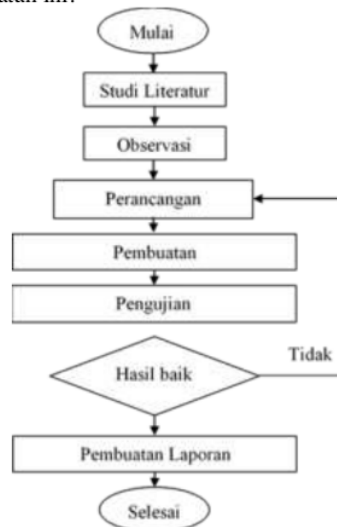 Mulai
Studi Literatur
Observasi
Perancangan
Pembuatan
Pengujian
Hasil baik
Tidak
Pembuatan Laporan
Selesai